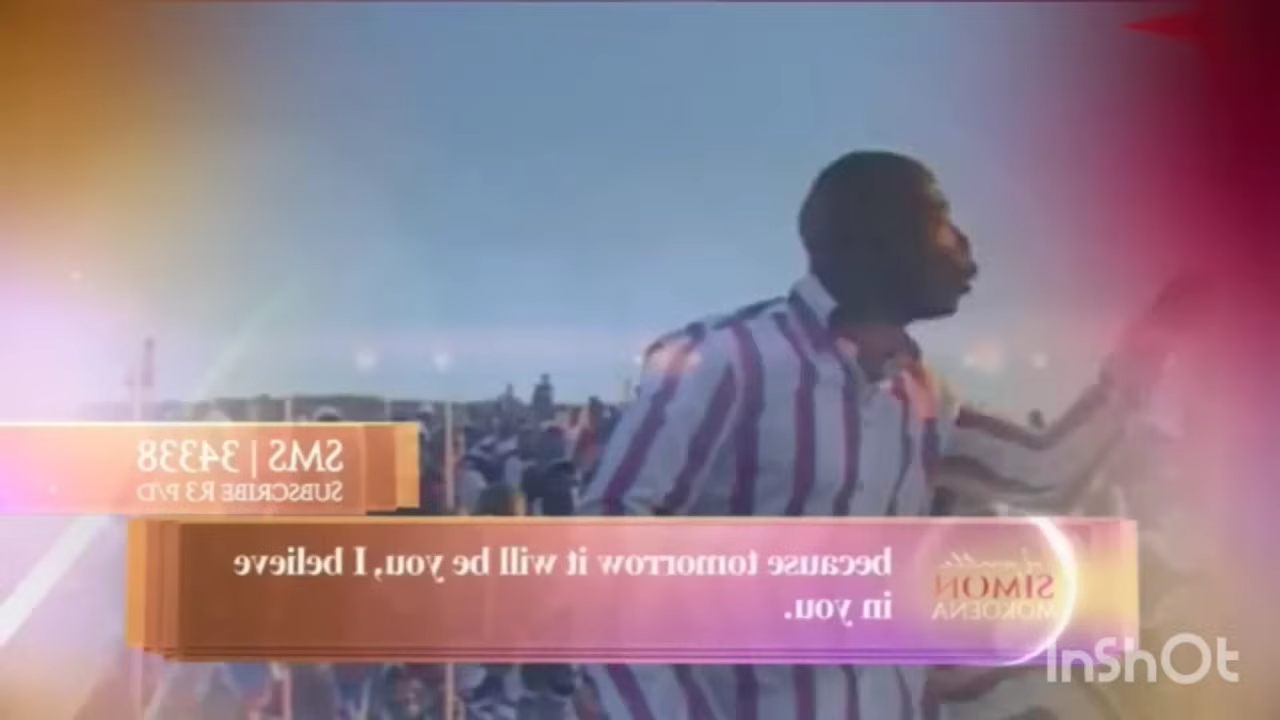 SMS | 34338
SUBSCRIBE R3 P/D
because tomorrow it will be you, I believe
in you.
SIMON
MOKOENA
InShOt